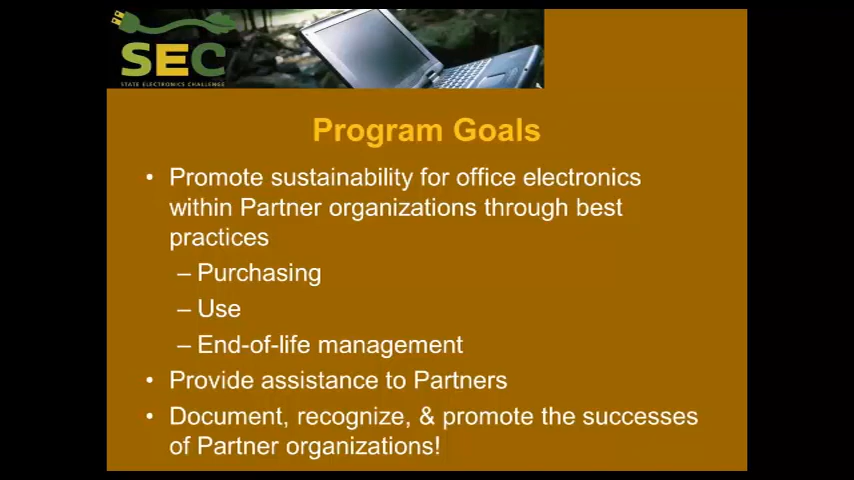 SEC
STATE ELECTRONICS CHALLENGE
Program Goals
• Promote sustainability for office electronics
within Partner organizations through best
practices
– Purchasing
– Use
– End-of-life management
• Provide assistance to Partners
• Document, recognize, & promote the successes
of Partner organizations!